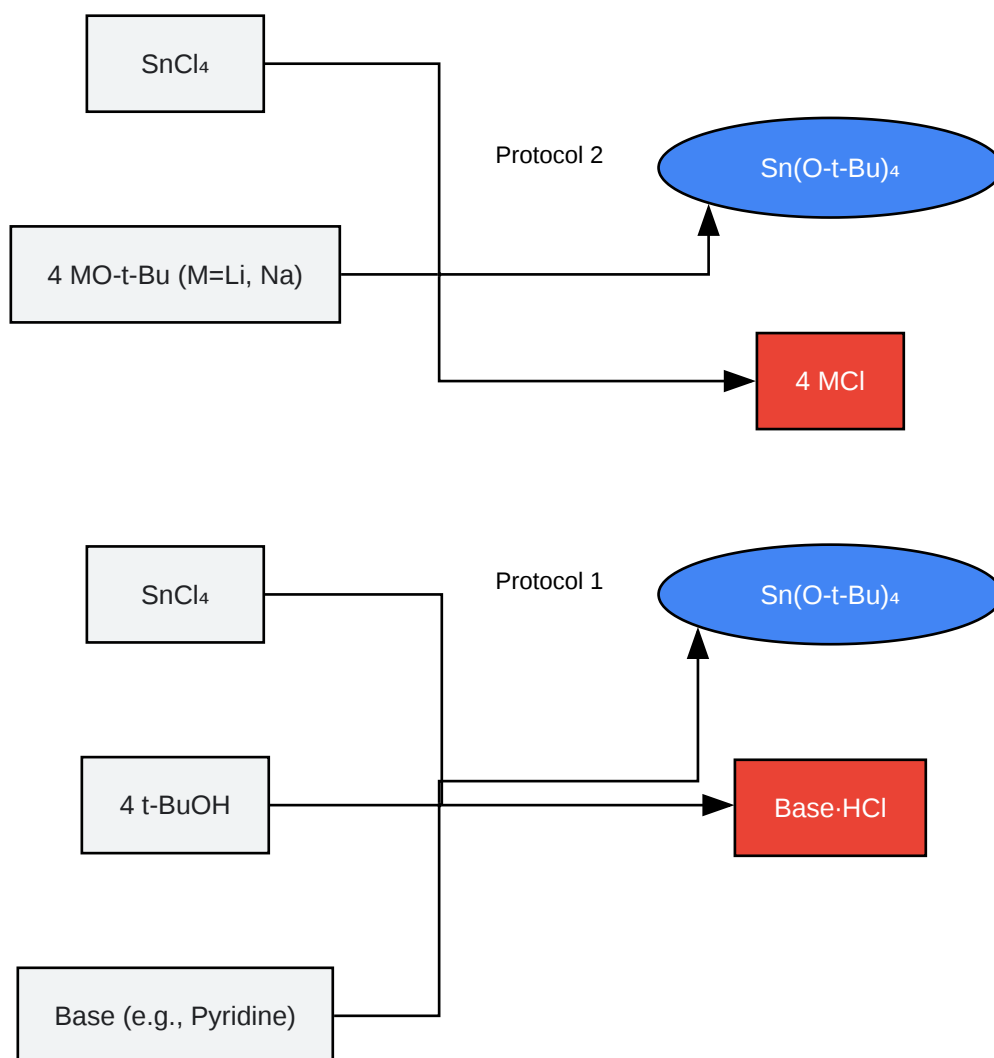 SnCl₄
Protocol 2
Sn(O-t-Bu)₄
4 MO-t-Bu (M=Li, Na)
4 MCl
SnCl₄
Protocol 1
Sn(O-t-Bu)₄
4 t-BuOH
Base·HCl
Base (e.g., Pyridine)